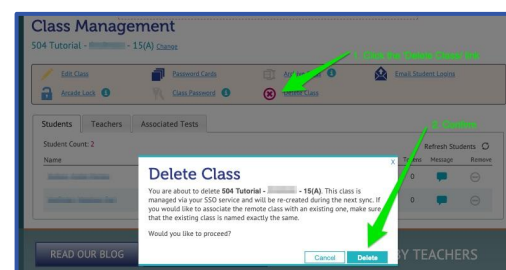 Class Management
504 Tutorial - - 15(A) Change
1. Click the Delete Class link
Edit Class
Password Cards
Archive Class
Email Student Logins
Arcade Lock
Class Password
Delete Class
Students
Teachers
Associated Tests
2. Confirm
Student Count: 2
Refresh Students
Name
Tokens
Message
Remove
0
0
Delete Class
X
You are about to delete 504 Tutorial - - 15(A). This class is
managed via your SSO service and will be re-created during the next sync. If
you would like to associate the remote class with an existing one, make sure
that the existing class is named exactly the same.
Would you like to proceed?
Cancel
Delete
READ OUR BLOG
BY TEACHERS